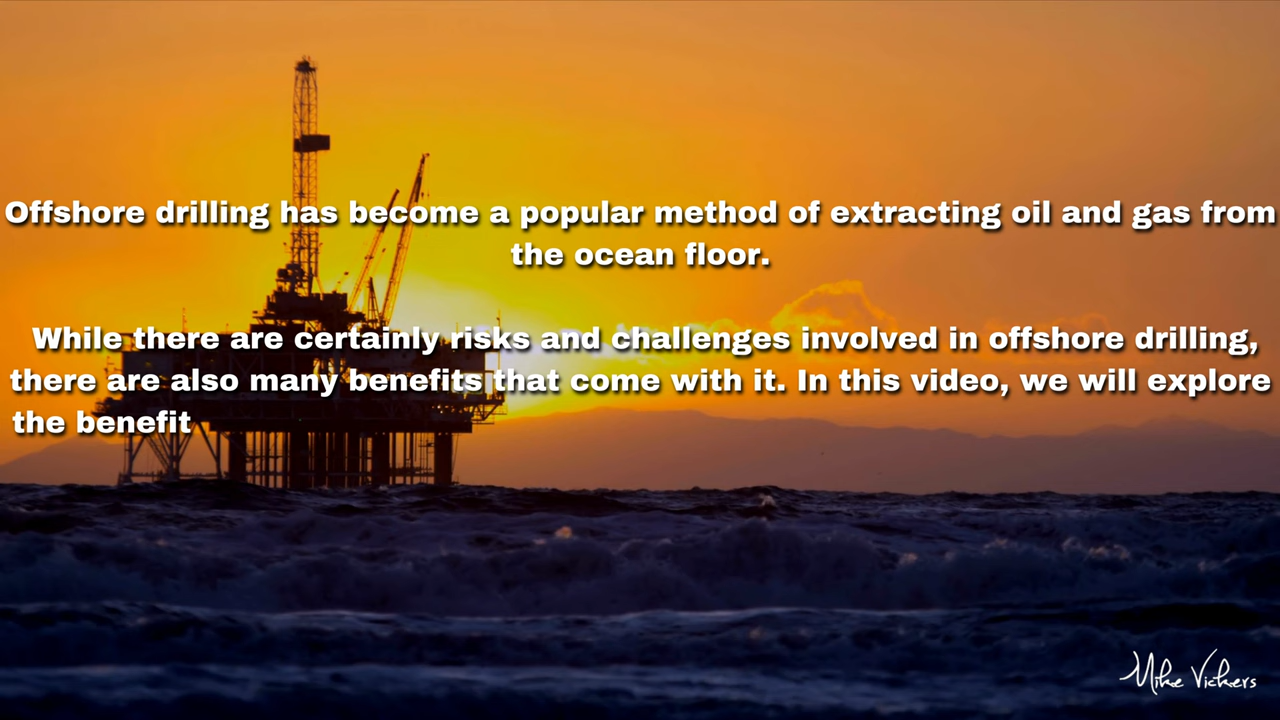 Offshore drilling has become a popular method of extracting oil and gas from
the ocean floor.
While there are certainly risks and challenges involved in offshore drilling,
there are also many benefits that come with it. In this video, we will explore
the benefit
Mike Vickers